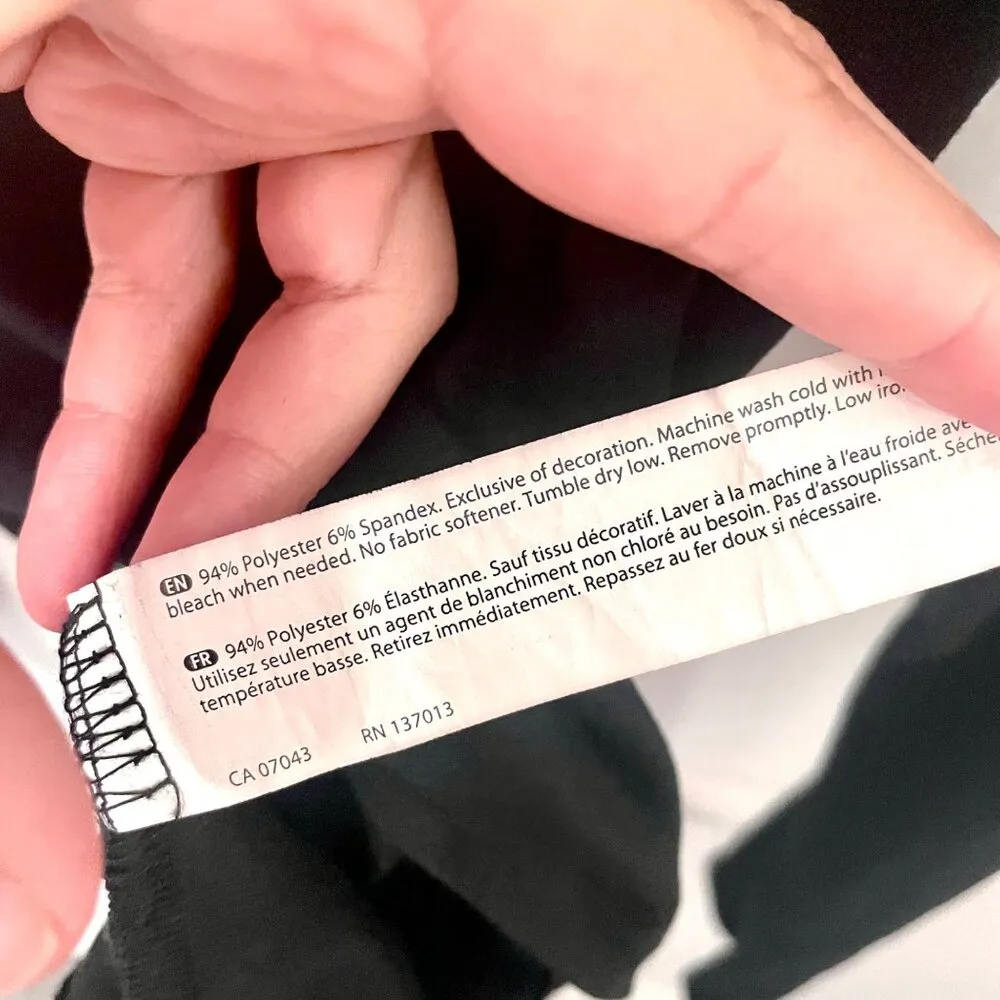 EN 94% Polyester 6% Spandex. Exclusive of decoration. Machine wash cold with
bleach when needed. No fabric softener. Tumble dry low. Remove promptly. Low
FR 94% Polyester 6% Élasthanne. Sauf tissu décoratif. Laver à la machine à l'eau froide
Utilisez seulement un agent de blanchiment non chloré au besoin. Pas d'assouplissant.
température basse. Retirez immédiatement. Repassez au fer doux si nécessaire.
CA 07043 RN 137013